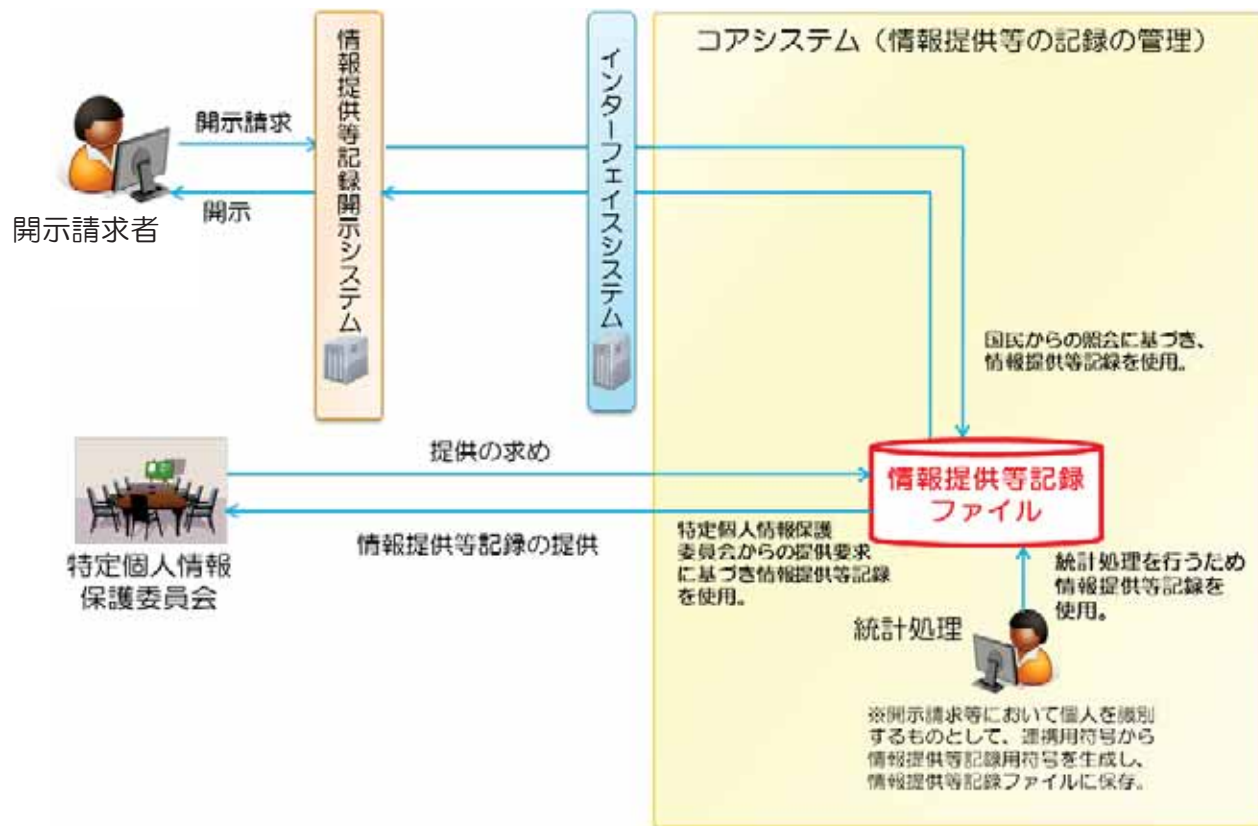 コアシステム（情報提供等の記録の管理）
情報提供等記録開示システム
インターフェイスシステム
開示請求
開示
開示請求者
国民からの照会に基づき、
情報提供等記録を使用。
提供の求め
情報提供等記録の提供
特定個人情報
保護委員会
情報提供等記録
ファイル
特定個人情報保護
委員会からの提供要求
に基づき情報提供等記録
を使用。
統計処理を行うため
情報提供等記録を
使用。
統計処理
※開示請求等において個人を識別
するものとして、連携用符号から
情報提供等記録用符号を生成し、
情報提供等記録ファイルに保存。